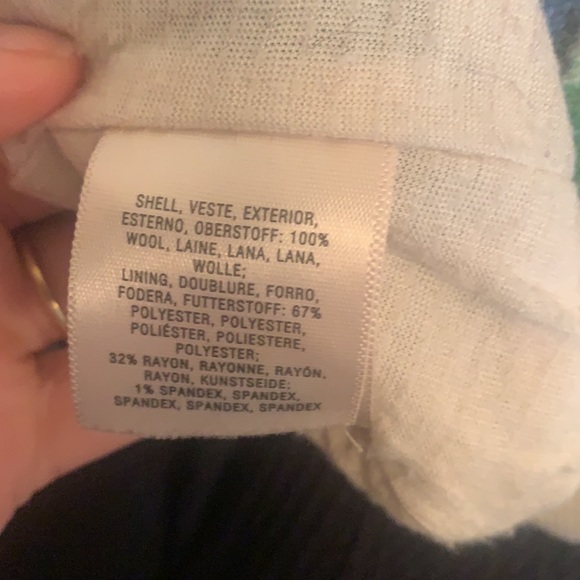 SHELL, VESTE, EXTERIOR,
ESTERNO, OBERSTOFF: 100%
WOOL, LAINE, LANA, LANA,
WOLLE;
LINING, DOUBLURE, FORRO,
FODERA, FUTTERSTOFF: 67%
POLYESTER, POLYESTER,
POLIÉSTER, POLIESTERE,
POLYESTER;
32% RAYON, RAYONNE, RAYÓN,
RAYON, KUNSTSEIDE;
1% SPANDEX, SPANDEX,
SPANDEX, SPANDEX, SPANDEX